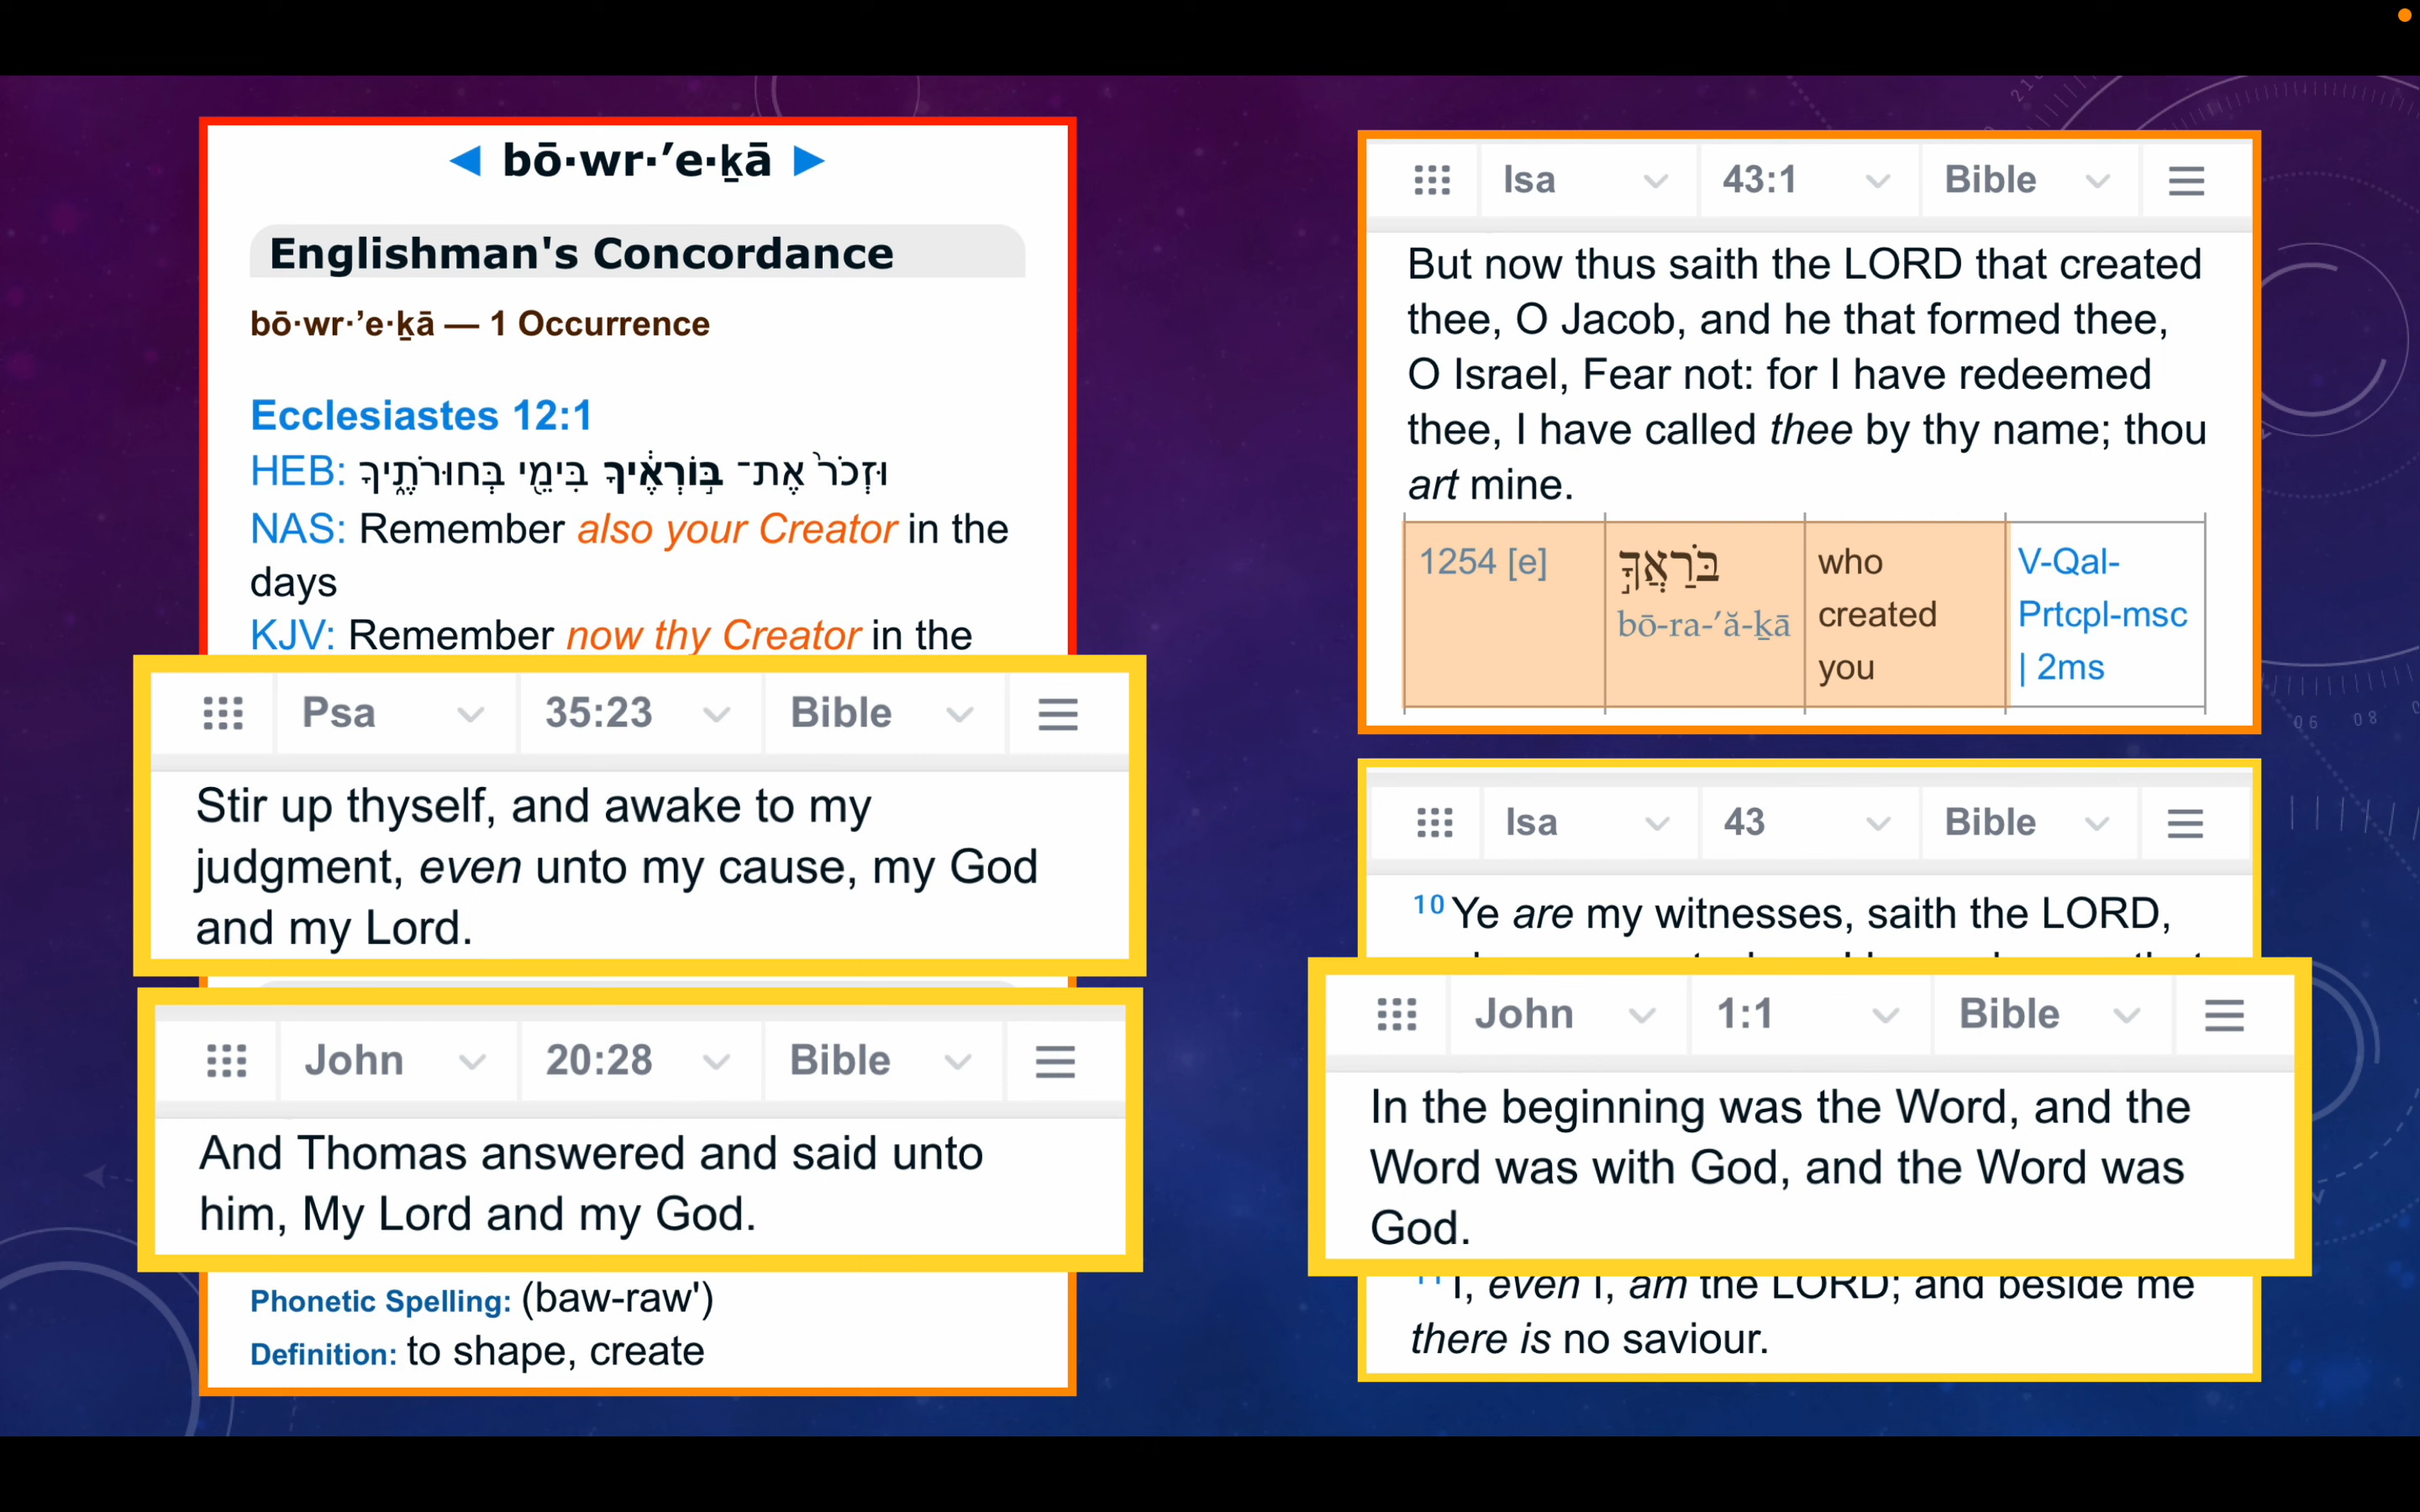 bō·wr·’e·ḵā
Englishman's Concordance
bō·wr·’e·ḵā — 1 Occurrence
Ecclesiastes 12:1
HEB: וּזְכֹר֙ אֶת־ בּֽוֹרְאֶ֔יךָ בִּימֵ֖י בְּחוּרֹתֶ֑יךָ
NAS: Remember also your Creator in the
days
KJV: Remember now thy Creator in the
Psa 35:23 Bible
Stir up thyself, and awake to my
judgment, even unto my cause, my God
and my Lord.
John 20:28 Bible
And Thomas answered and said unto
him, My Lord and my God.
Phonetic Spelling: (baw-raw')
Definition: to shape, create
Isa 43:1 Bible
But now thus saith the LORD that created
thee, O Jacob, and he that formed thee,
O Israel, Fear not: for I have redeemed
thee, I have called thee by thy name; thou
art mine.
1254 [e] בֹּרַאֲךָ֣ who V-Qal-
bō-ra-’ă-ḵā created Prtcpl-msc
you | 2ms
Isa 43 Bible
10 Ye are my witnesses, saith the LORD,
John 1:1 Bible
In the beginning was the Word, and the
Word was with God, and the Word was
God.
11 I, even I, am the LORD; and beside me
there is no saviour.